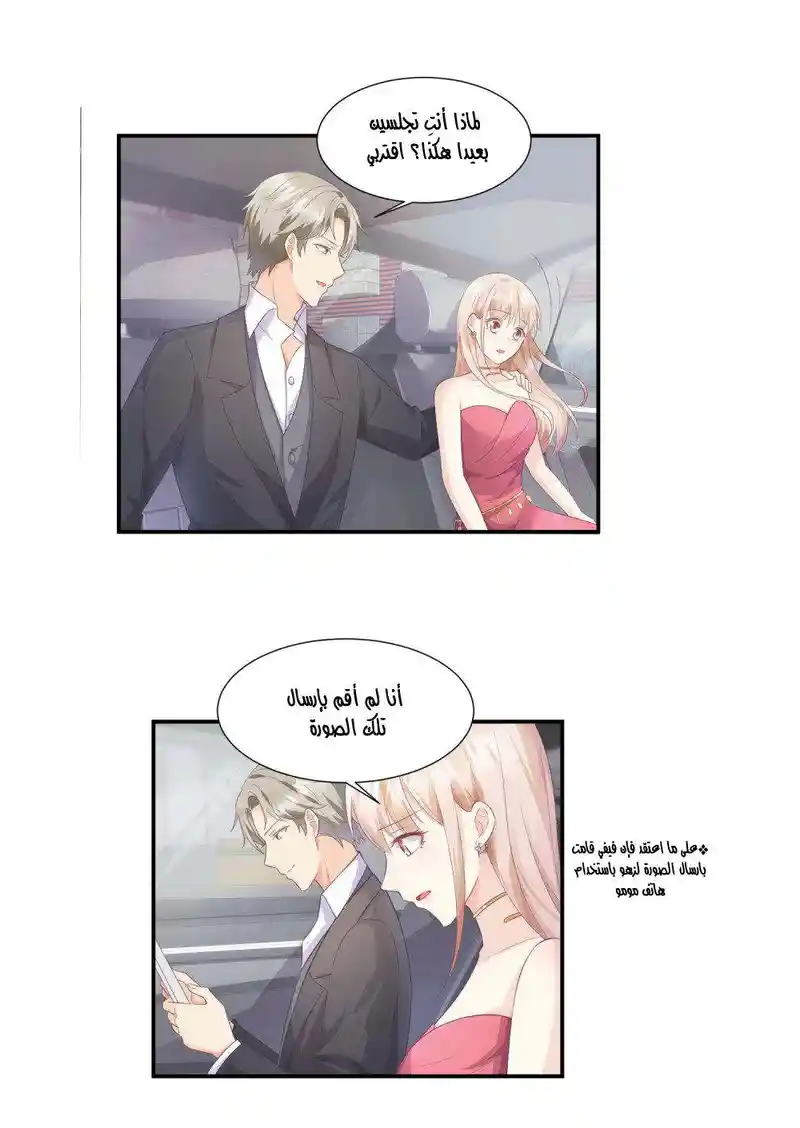 لماذا أنتِ تجلسين
بعيدا هكذا؟ اقتربي
أنا لم أقم بإرسال
تلك الصورة
*على ما اعتقد فإن فيفي قامت
بارسال الصورة لزهو باستخدام
هاتف مومو